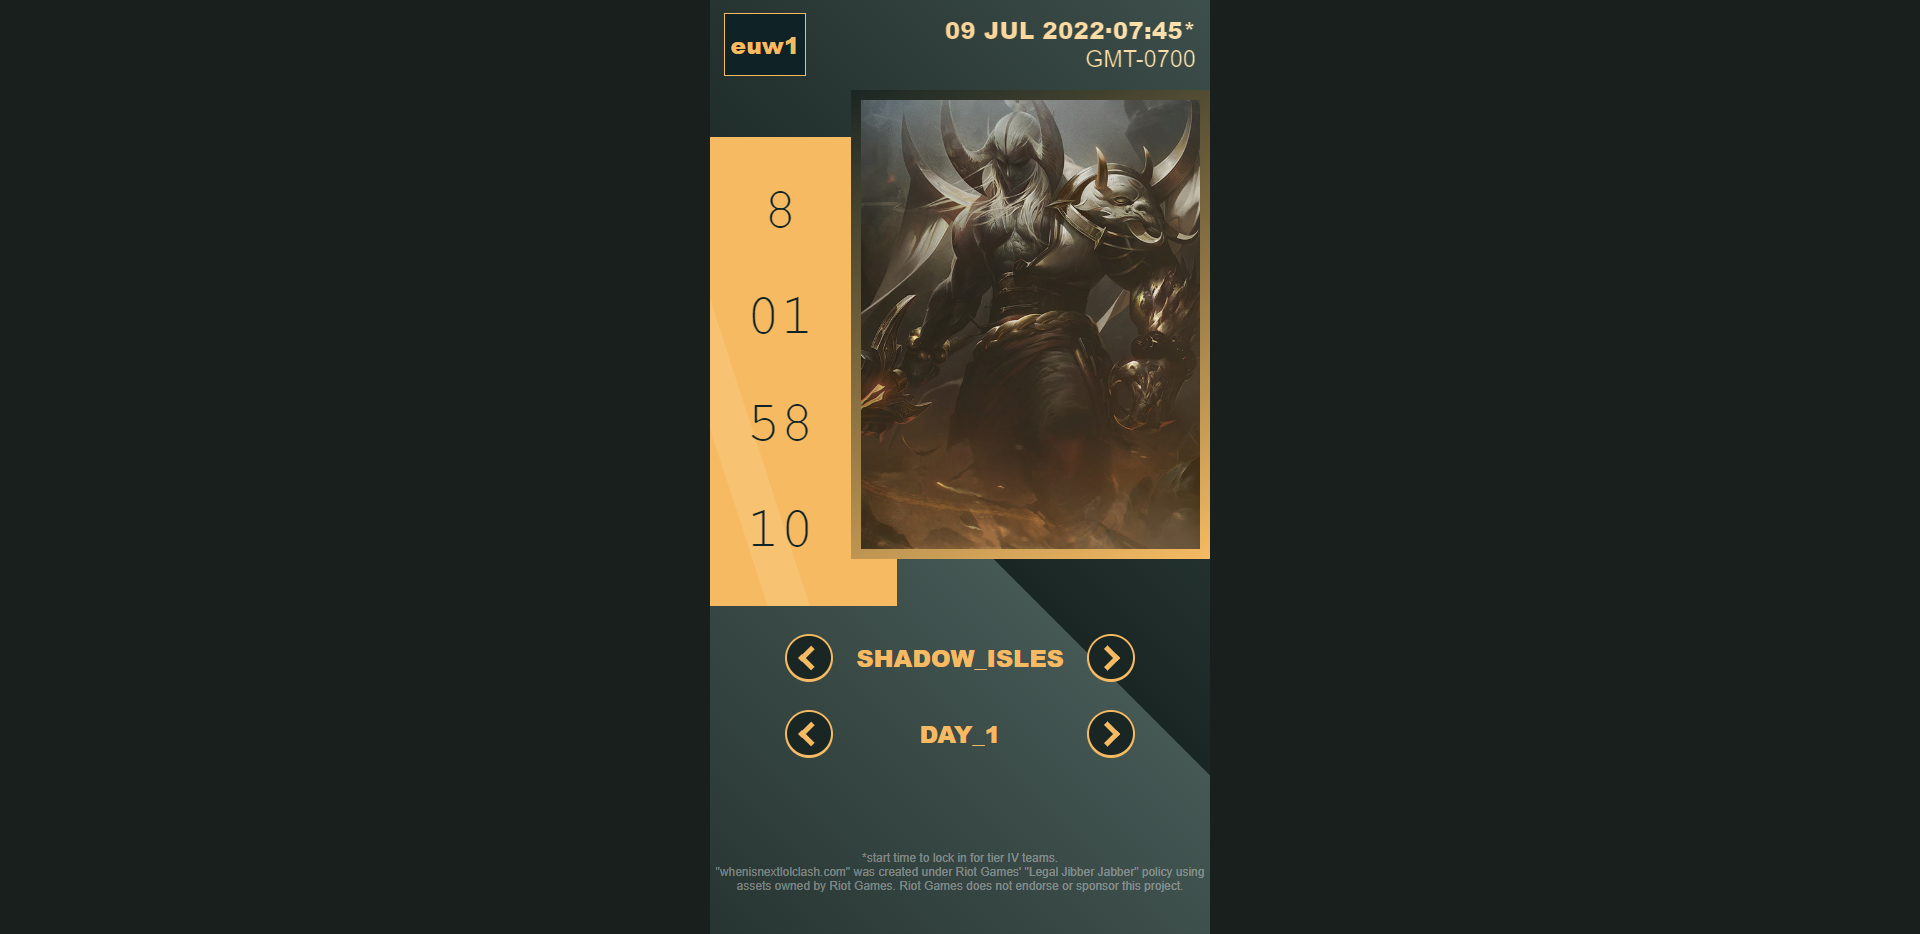 euw1
09 JUL 2022·07:45*
GMT-0700
8
01
58
10
SHADOW_ISLES
DAY_1
*start time to lock in for tier IV teams.
"whenisnextlolclash.com" was created under Riot Games' "Legal Jibber Jabber" policy using
assets owned by Riot Games. Riot Games does not endorse or sponsor this project.